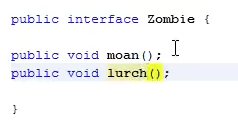 public interface Zombie {
public void moan();
public void lurch();
}